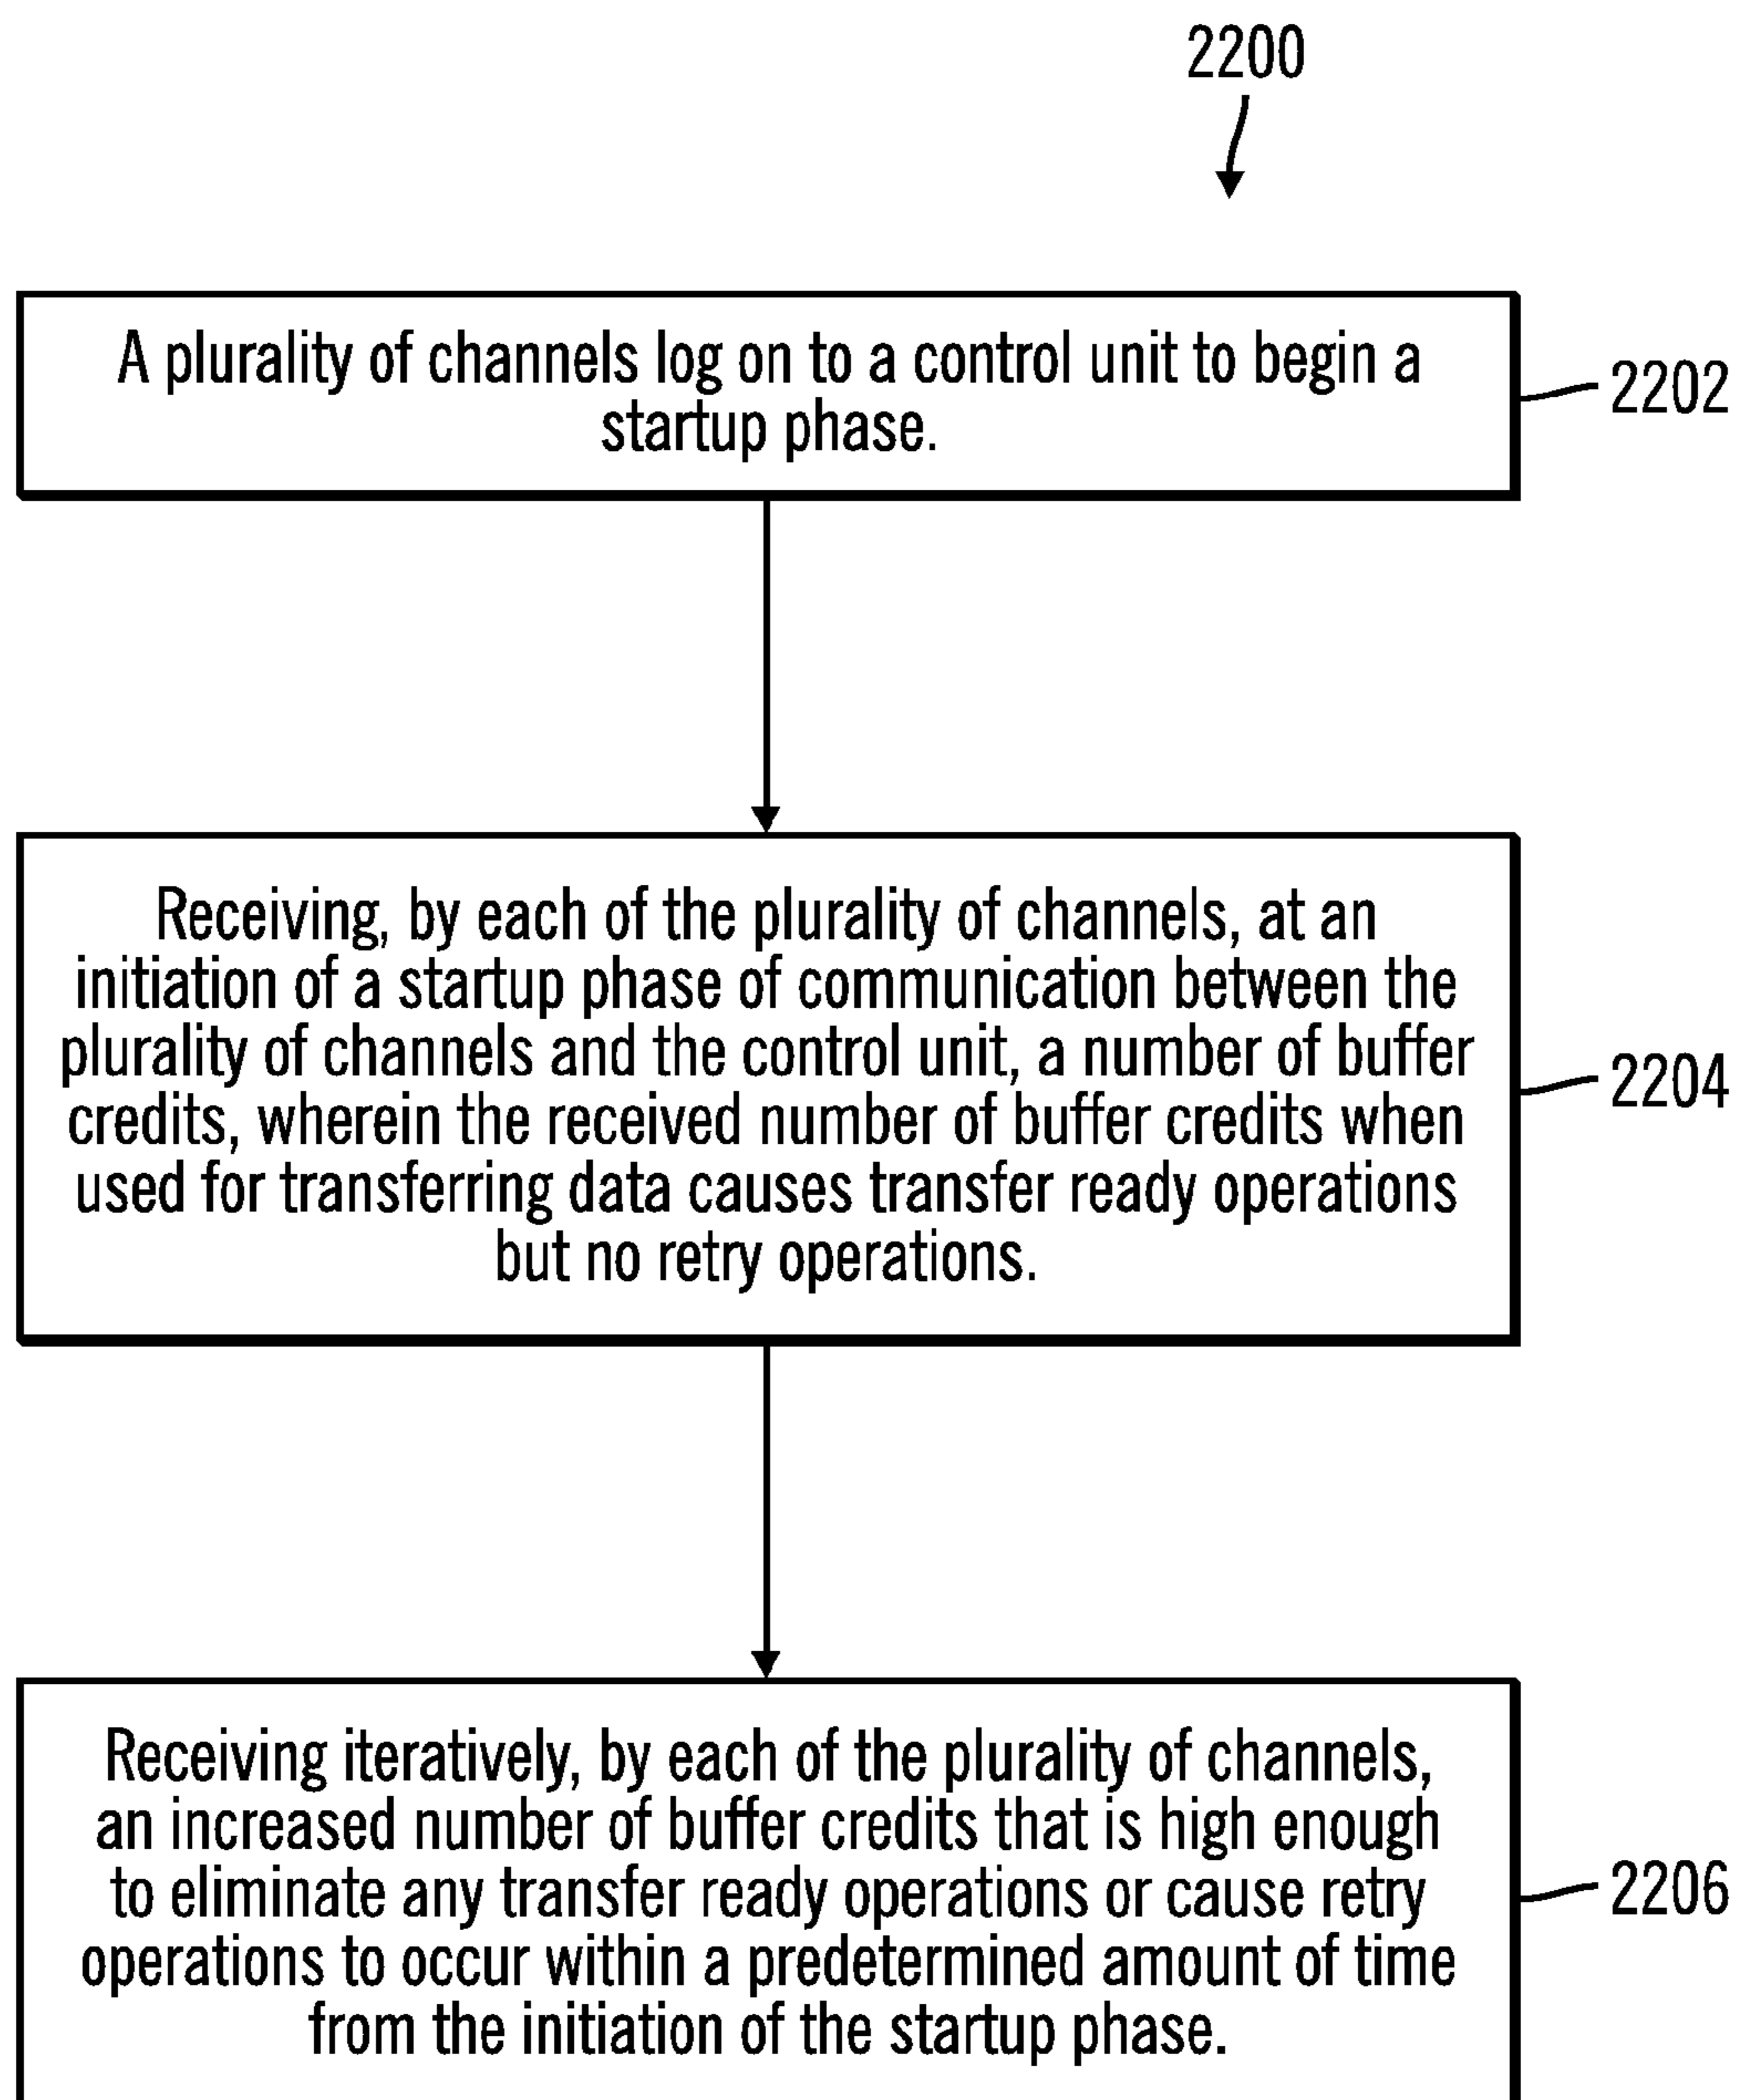 2200
A plurality of channels log on to a control unit to begin a
startup phase.
2202
Receiving, by each of the plurality of channels, at an
initiation of a startup phase of communication between the
plurality of channels and the control unit, a number of buffer
credits, wherein the received number of buffer credits when
used for transferring data causes transfer ready operations
but no retry operations.
2204
Receiving iteratively, by each of the plurality of channels,
an increased number of buffer credits that is high enough
to eliminate any transfer ready operations or cause retry
operations to occur within a predetermined amount of time
from the initiation of the startup phase.
2206